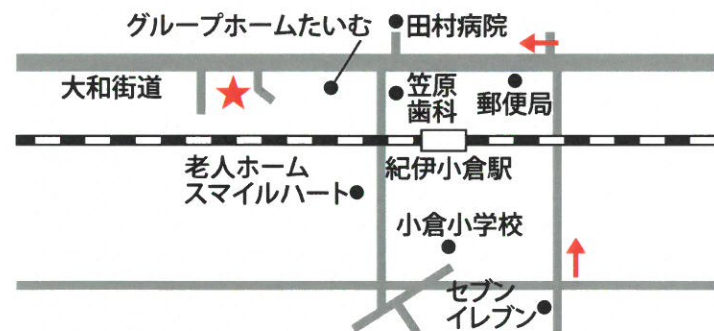 グループホームたいむ
田村病院
大和街道
笠原
歯科
郵便局
老人ホーム
スマイルハート
紀伊小倉駅
小倉小学校
セブン
イレブン